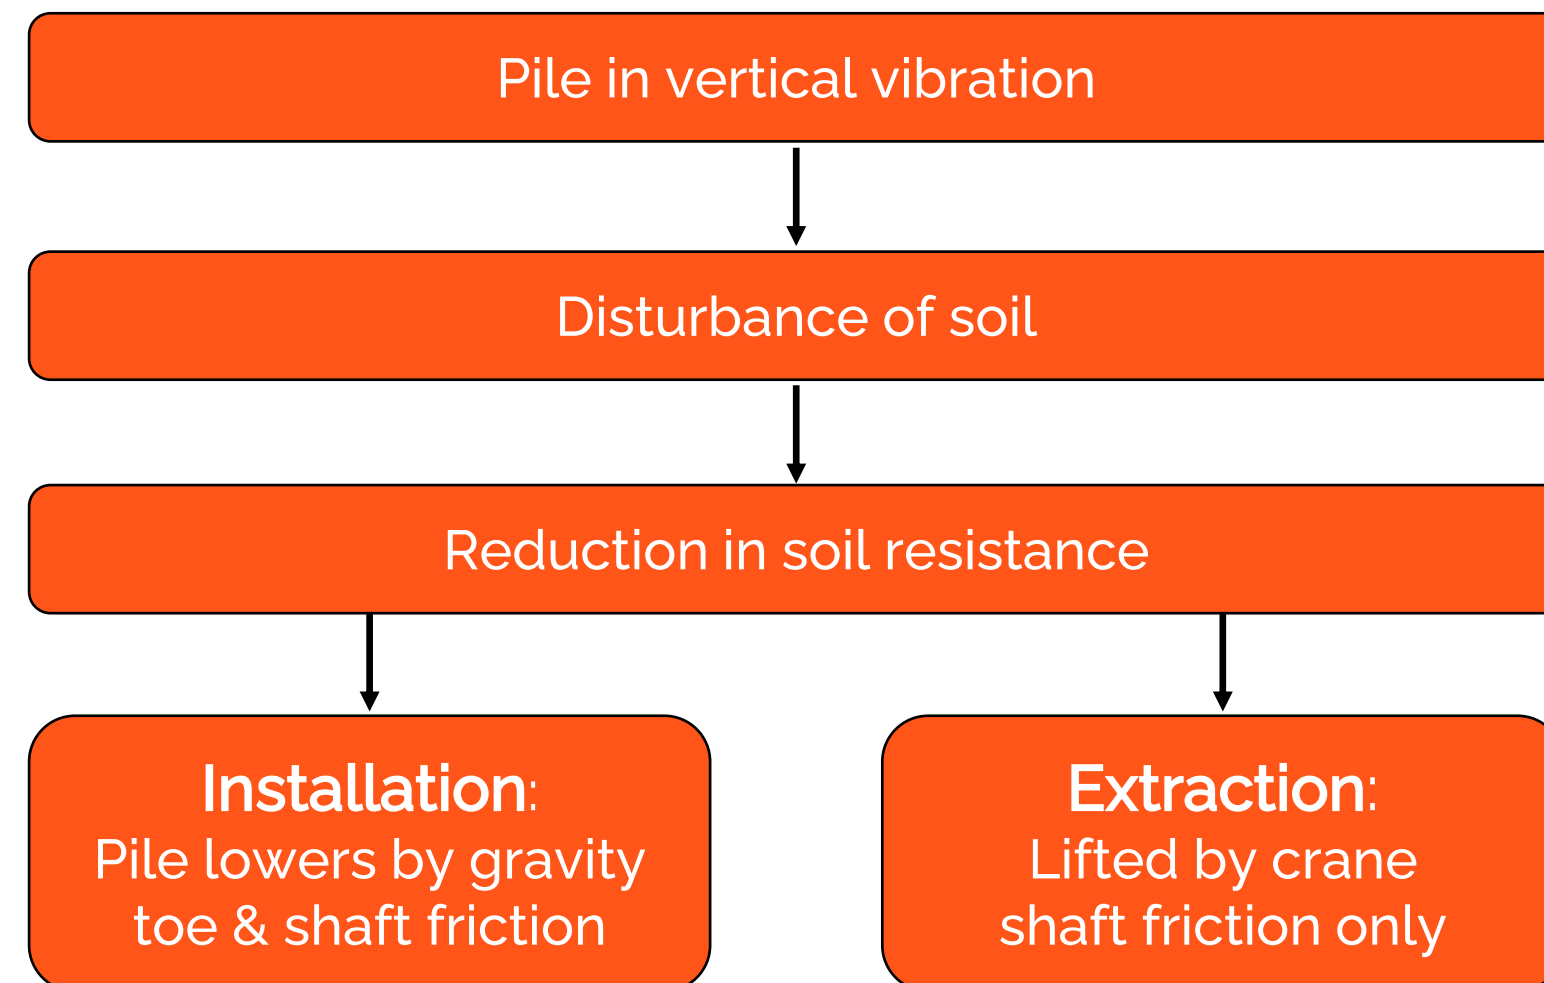 Pile in vertical vibration
Disturbance of soil
Reduction in soil resistance
Installation:
Pile lowers by gravity
toe & shaft friction
Extraction:
Lifted by crane
shaft friction only